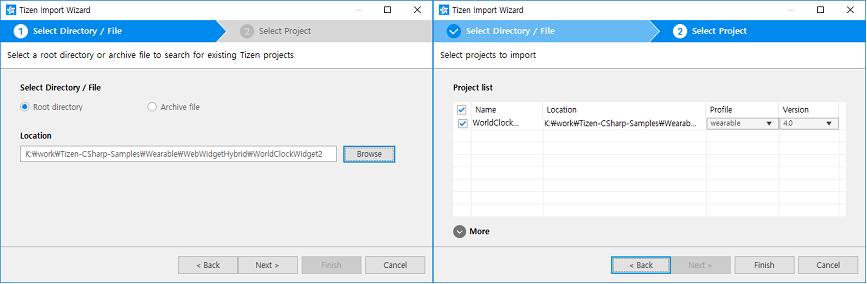 Tizen Import Wizard
1 Select Directory / File
2 Select Project
Select a root directory or archive file to search for existing Tizen projects
Select Directory / File
Root directory
Archive file
Location
K:₩work₩Tizen-CSharp-Samples₩Wearable₩WebWidgetHybrid₩WorldClockWidget2
Browse
< Back
Next >
Finish
Cancel
Tizen Import Wizard
Select Directory / File
2 Select Project
Select projects to import
Project list
Name Location Profile Version
WorldClock... K:₩work₩Tizen-CSharp-Samples₩Wearab... wearable 4.0
More
< Back
Next >
Finish
Cancel